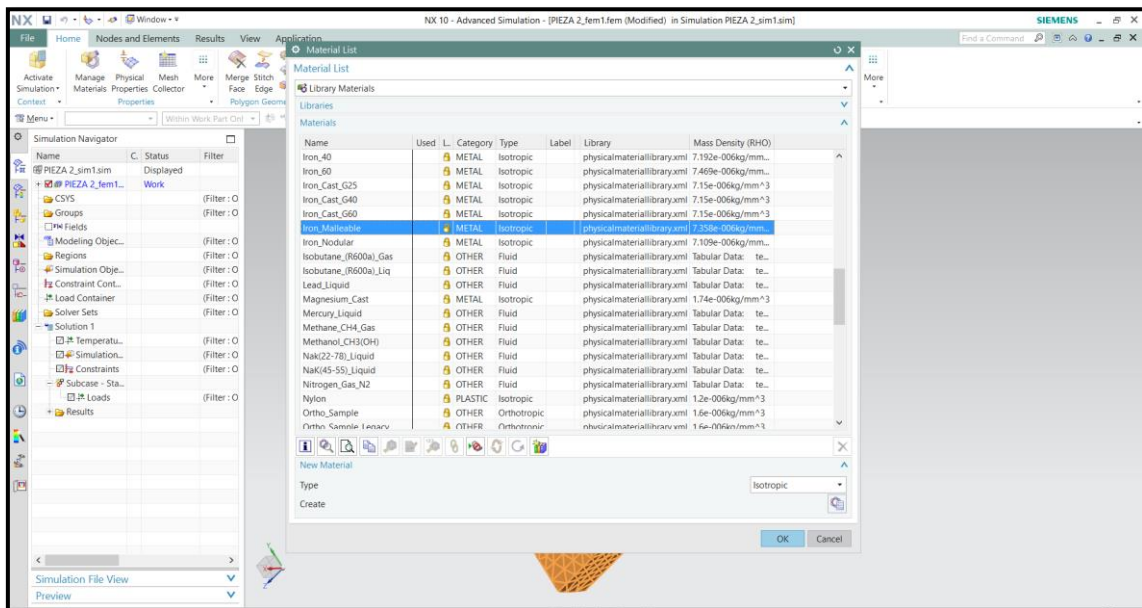 NX Window NX 10 - Advanced Simulation - [PIEZA 2_fem1.fem (Modified) in Simulation PIEZA 2_sim1.sim] SIEMENS
File Home Nodes and Elements Results View Application Find a Command
Material List
Material List
Library Materials
Libraries
Materials
Activate Simulation
Manage Materials
Physical Properties
Mesh Collector
More
Merge Face
Stitch Edge
More
Context Properties Polygon Geome
Menu Within Work Part Onl
Simulation Navigator
Name C. Status Filter
PIEZA 2_sim1.sim Displayed
PIEZA 2_fem1... Work
CSYS (Filter : O
Groups (Filter : O
Fields
Modeling Objec... (Filter : O
Regions (Filter : O
Simulation Obje... (Filter : O
Constraint Cont... (Filter : O
Load Container (Filter : O
Solver Sets (Filter : O
Solution 1
Temperatu... (Filter : O
Simulation... (Filter : O
Constraints (Filter : O
Subcase - Sta...
Loads (Filter : O
Results
Simulation File View
Preview
Name Used L. Category Type Label Library Mass Density (RHO)
Iron_40 METAL Isotropic physicalmateriallibrary.xml 7.192e-006kg/mm...
Iron_60 METAL Isotropic physicalmateriallibrary.xml 7.469e-006kg/mm...
Iron_Cast_G25 METAL Isotropic physicalmateriallibrary.xml 7.15e-006kg/mm^3
Iron_Cast_G40 METAL Isotropic physicalmateriallibrary.xml 7.15e-006kg/mm^3
Iron_Cast_G60 METAL Isotropic physicalmateriallibrary.xml 7.15e-006kg/mm^3
Iron_Malleable METAL Isotropic physicalmateriallibrary.xml 7.358e-006kg/mm...
Iron_Nodular METAL Isotropic physicalmateriallibrary.xml 7.109e-006kg/mm...
Isobutane_(R600a)_Gas OTHER Fluid physicalmateriallibrary.xml Tabular Data: te...
Isobutane_(R600a)_Liq OTHER Fluid physicalmateriallibrary.xml Tabular Data: te...
Lead_Liquid OTHER Fluid physicalmateriallibrary.xml Tabular Data: te...
Magnesium_Cast METAL Isotropic physicalmateriallibrary.xml 1.74e-006kg/mm^3
Mercury_Liquid OTHER Fluid physicalmateriallibrary.xml Tabular Data: te...
Methane_CH4_Gas OTHER Fluid physicalmateriallibrary.xml Tabular Data: te...
Methanol_CH3(OH) OTHER Fluid physicalmateriallibrary.xml Tabular Data: te...
Nak(22-78)_Liquid OTHER Fluid physicalmateriallibrary.xml Tabular Data: te...
NaK(45-55)_Liquid OTHER Fluid physicalmateriallibrary.xml Tabular Data: te...
Nitrogen_Gas_N2 OTHER Fluid physicalmateriallibrary.xml Tabular Data: te...
Nylon PLASTIC Isotropic physicalmateriallibrary.xml 1.2e-006kg/mm^3
Ortho_Sample OTHER Orthotropic physicalmateriallibrary.xml 1.6e-006kg/mm^3
Ortho_Sample_Legacy OTHER Orthotropic physicalmateriallibrary.xml 1.6e-006kg/mm^3
New Material
Type Isotropic
Create
OK Cancel